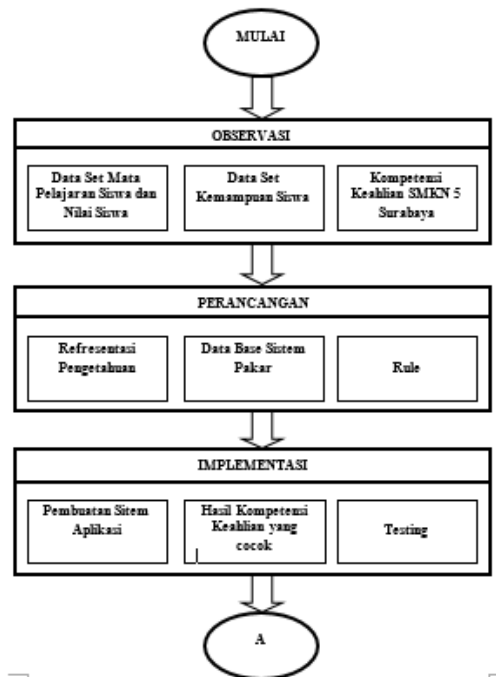 MULAI
OBSERVASI
Data Set Mata
Pelajaran Siswa dan
Nilai Siswa
Data Set
Kemampuan Siswa
Kompetensi
Keahlian SMKN 5
Surabaya
PERANCANGAN
Refresentasi
Pengetahuan
Data Base Sistem
Pakar
Rule
IMPLEMENTASI
Pembuatan Sitem
Aplikasi
Hasil Kompetensi
Keahlian yang
cocok
Testing
A